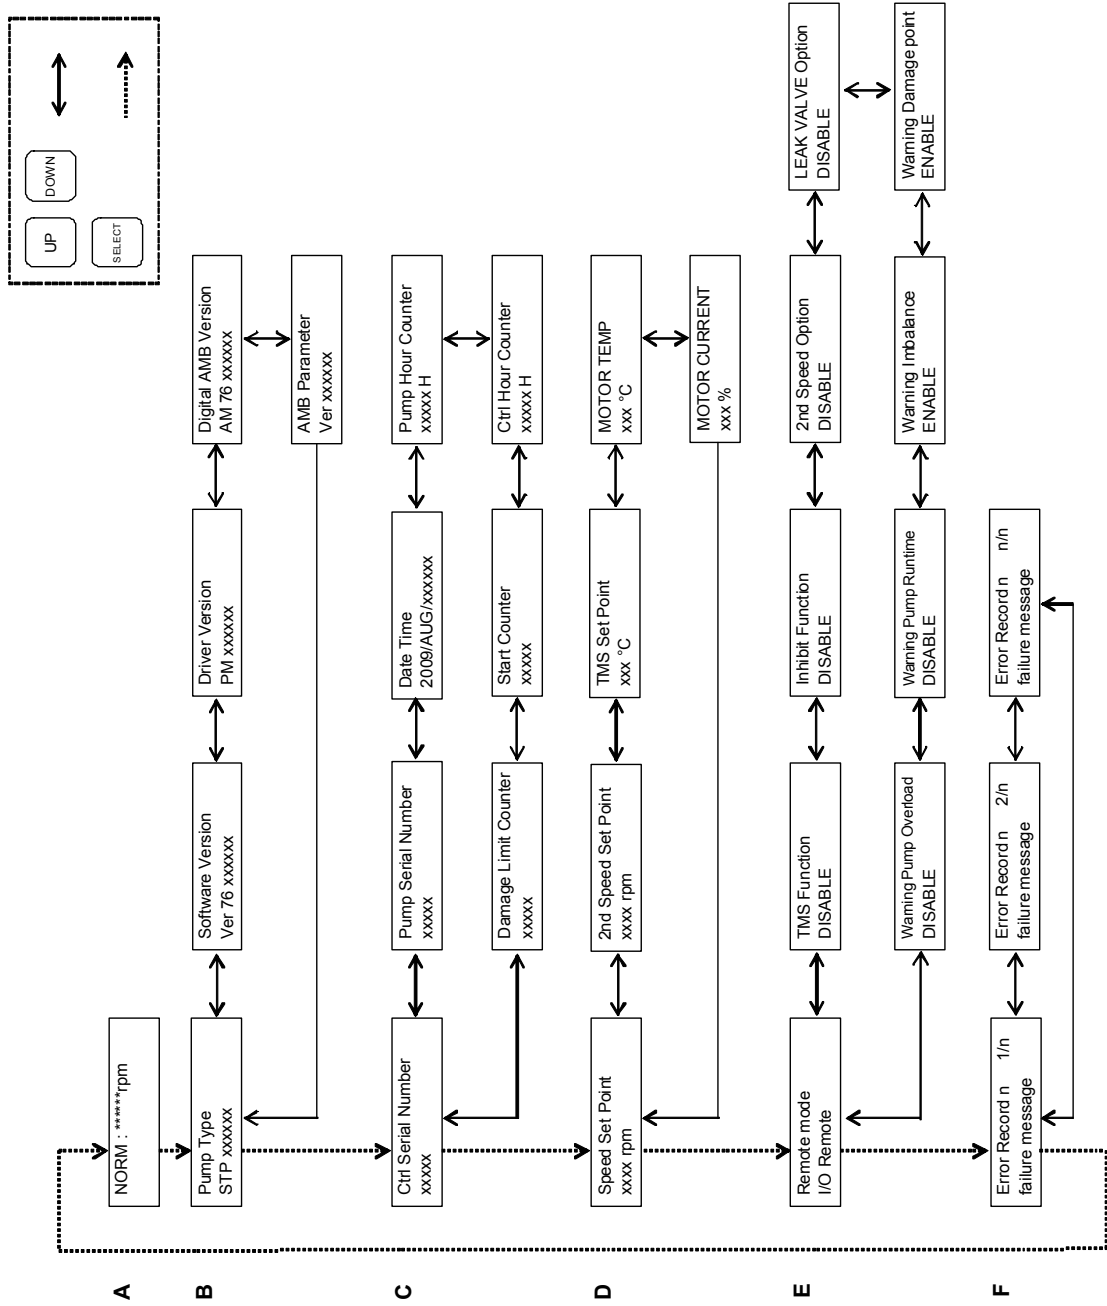 UP
DOWN
SELECT
A
NORM : ******rpm
B
Pump Type
STP xxxxxx
Software Version
Ver 76 xxxxxx
Driver Version
PM xxxxxx
Digital AMB Version
AM 76 xxxxxx
AMB Parameter
Ver xxxxxx
C
Ctrl Serial Number
xxxxx
Pump Serial Number
xxxxx
Date Time
2009/AUG/xxxxxx
Pump Hour Counter
xxxxx H
Damage Limit Counter
xxxxx
Start Counter
xxxxx
Ctrl Hour Counter
xxxxx H
D
Speed Set Point
xxxx rpm
2nd Speed Set Point
xxxx rpm
TMS Set Point
xxx °C
MOTOR TEMP
xxx °C
MOTOR CURRENT
xxx %
E
Remote mode
I/O Remote
TMS Function
DISABLE
Inhibit Function
DISABLE
2nd Speed Option
DISABLE
LEAK VALVE Option
DISABLE
Warning Pump Overload
DISABLE
Warning Pump Runtime
DISABLE
Warning Imbalance
ENABLE
Warning Damage point
ENABLE
F
Error Record n 1/n
failure message
Error Record n 2/n
failure message
Error Record n n/n
failure message